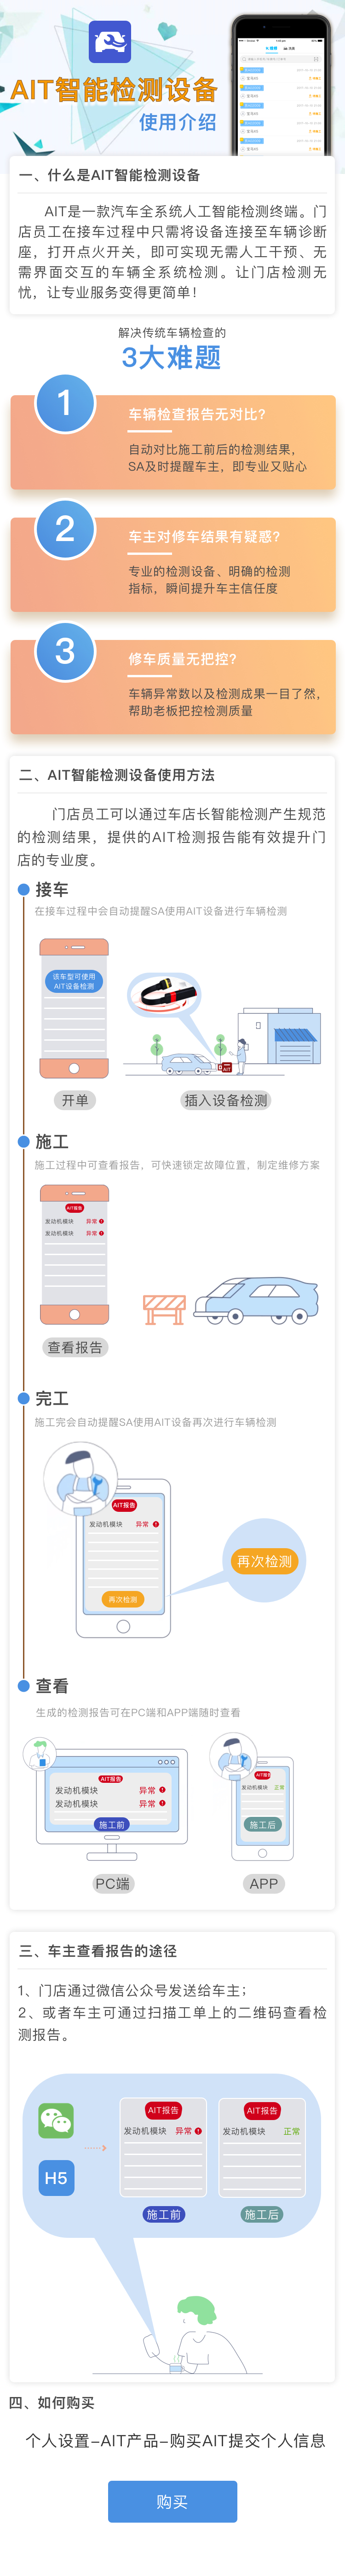 AIT智能检测设备
使用介绍
一、什么是AIT智能检测设备
AIT是一款汽车全系统人工智能检测终端。门
店员工在接车过程中只需将设备连接至车辆诊断
座，打开点火开关，即可实现无需人工干预、无
需界面交互的车辆全系统检测。让门店检测无
忧，让专业服务变得更简单！
解决传统车辆检查的
3大难题
1
车辆检查报告无对比？
自动对比施工前后的检测结果，
SA及时提醒车主，即专业又贴心
2
车主对修车结果有疑惑？
专业的检测设备、明确的检测
指标，瞬间提升车主信任度
3
修车质量无把控？
车辆异常数以及检测成果一目了然，
帮助老板把控检测质量
二、AIT智能检测设备使用方法
门店员工可以通过车店长智能检测产生规范
的检测结果，提供的AIT检测报告能有效提升门
店的专业度。
接车
在接车过程中会自动提醒SA使用AIT设备进行车辆检测
该车型可使用
AIT设备检测
AIT
开单
插入设备检测
施工
施工过程中可查看报告，可快速锁定故障位置，制定维修方案
AIT报告
发动机模块 异常
发动机模块 异常
查看报告
完工
施工完会自动提醒SA使用AIT设备再次进行车辆检测
AIT报告
发动机模块 异常
再次检测
再次检测
查看
生成的检测报告可在PC端和APP端随时查看
AIT报告
发动机模块 异常
发动机模块 异常
施工前
AIT报告
发动机模块 正常
施工后
PC端
APP
三、车主查看报告的途径
1、门店通过微信公众号发送给车主；
2、或者车主可通过扫描工单上的二维码查看检
测报告。
AIT报告
发动机模块 异常
AIT报告
发动机模块 正常
H5
施工前
施工后
四、如何购买
个人设置-AIT产品-购买AIT提交个人信息
购买